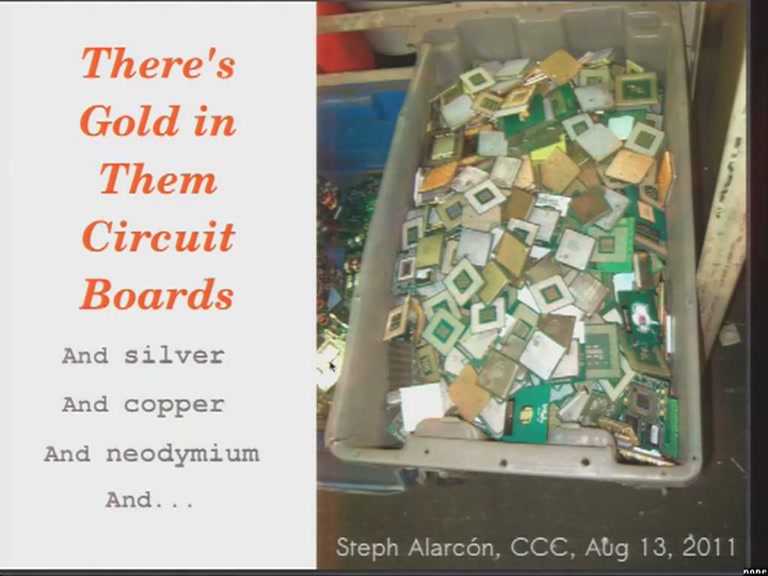 There's
Gold in
Them
Circuit
Boards
And silver
And copper
And neodymium
And...
Steph Alarcón, CCC, Aug 13, 2011